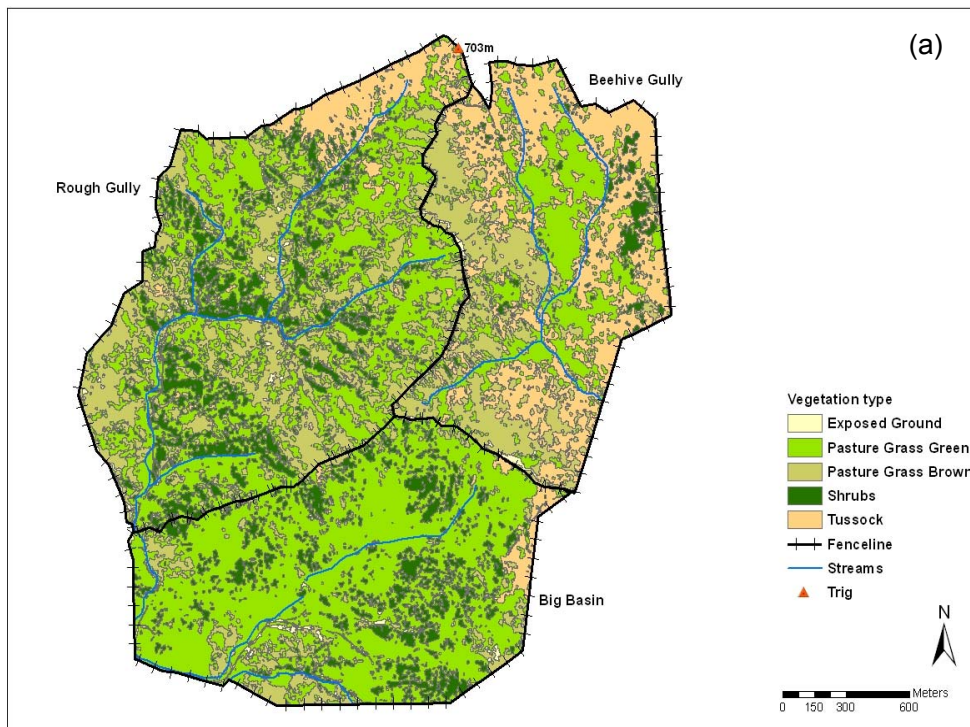 (a)
703m
Beehive Gully
Rough Gully
Vegetation type
Exposed Ground
Pasture Grass Green
Pasture Grass Brown
Shrubs
Tussock
Fenceline
Streams
Trig
Big Basin
N
Meters
0 150 300 600